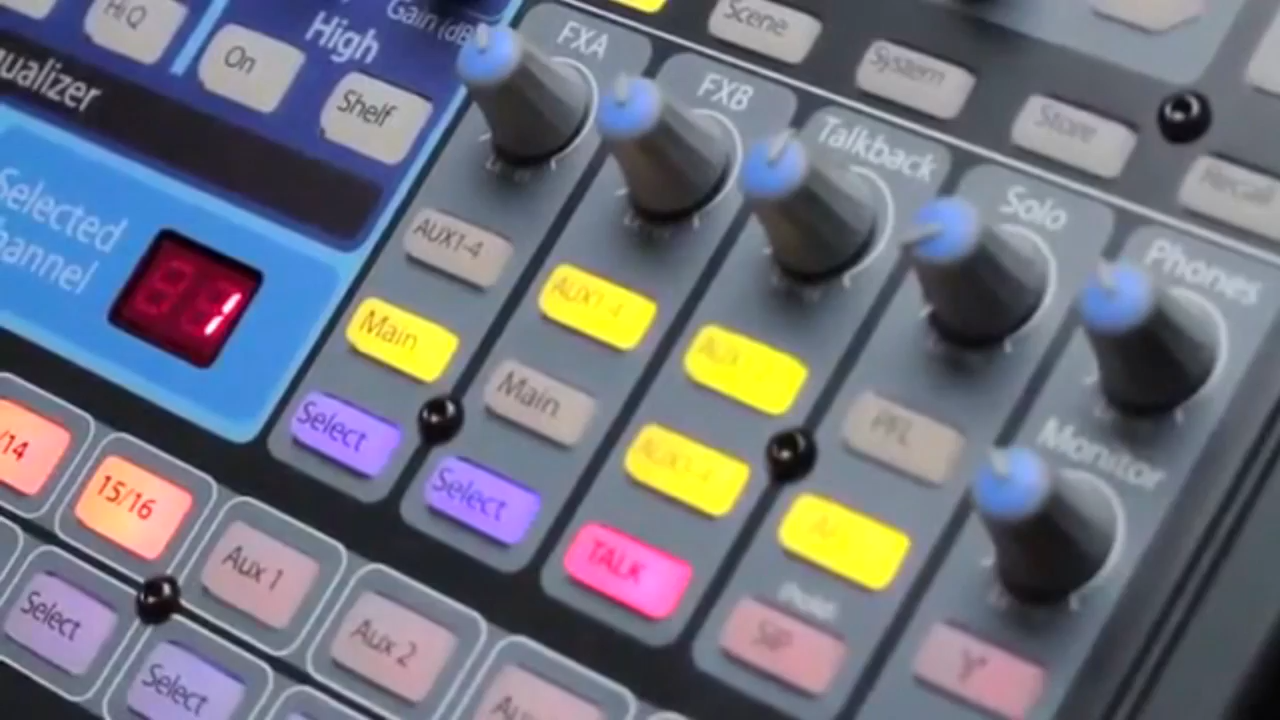 Hi Q
Gain (dB
High
On
Shelf
ualizer
Selected
hannel
1
FXA
FXB
Talkback
Solo
Phones
Monitor
Scene
System
Store
Recall
AUX1-4
Main
Select
AUX1-4
Main
Select
TALK
PFL
SIP
/14
15/16
Aux 1
Aux 2
Select
Select